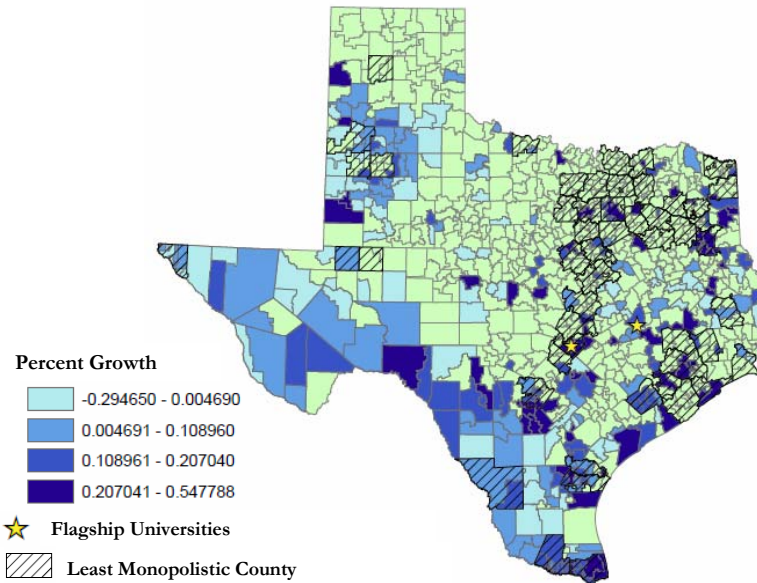 Percent Growth
-0.294650 - 0.004690
0.004691 - 0.108960
0.108961 - 0.207040
0.207041 - 0.547788
Flagship Universities
Least Monopolistic County